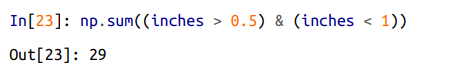 In[23]: np.sum((inches > 0.5) & (inches < 1))
Out[23]: 29